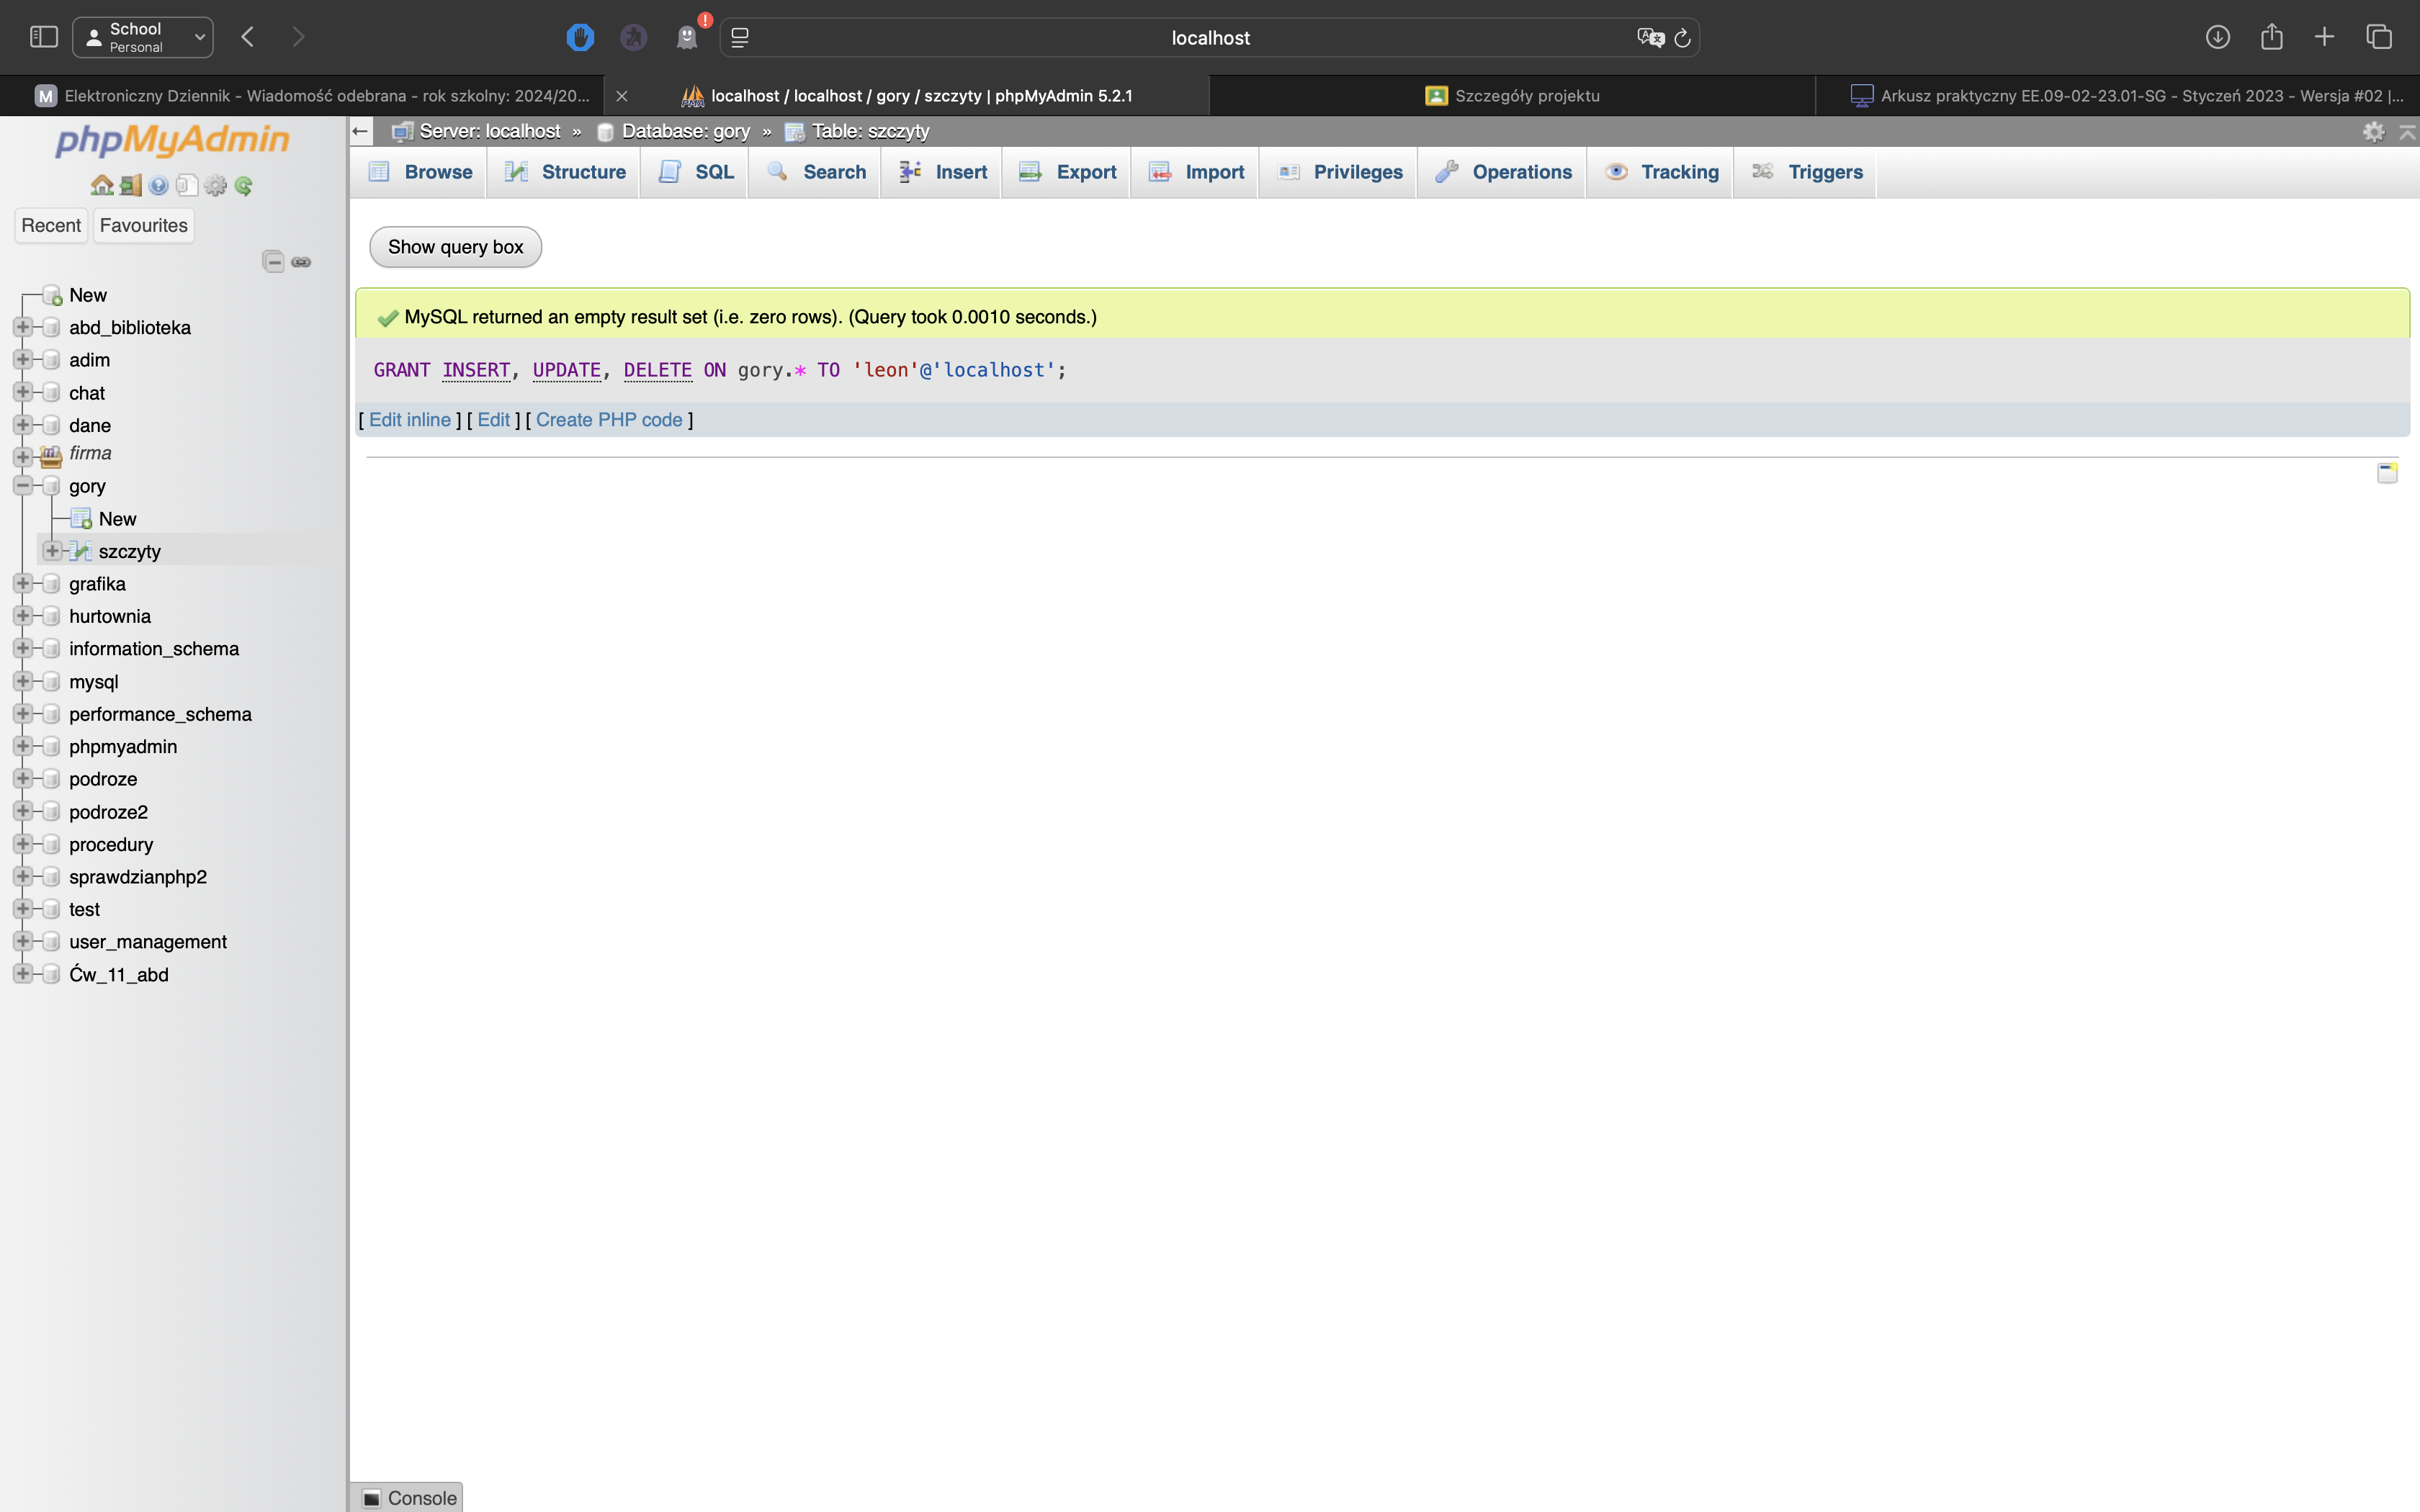 School
Personal
localhost
Elektroniczny Dziennik - Wiadomość odebrana - rok szkolny: 2024/20...
localhost / localhost / gory / szczyty | phpMyAdmin 5.2.1
Szczegóły projektu
Arkusz praktyczny EE.09-02-23.01-SG - Styczeń 2023 - Wersja #02 |...
phpMyAdmin
Server: localhost » Database: gory » Table: szczyty
Browse Structure SQL Search Insert Export Import Privileges Operations Tracking Triggers
Recent Favourites
Show query box
New
abd_biblioteka
adim
chat
dane
firma
gory
New
szczyty
grafika
hurtownia
information_schema
mysql
performance_schema
phpmyadmin
podroze
podroze2
procedury
sprawdzianphp2
test
user_management
Ćw_11_abd
MySQL returned an empty result set (i.e. zero rows). (Query took 0.0010 seconds.)
GRANT INSERT, UPDATE, DELETE ON gory.* TO 'leon'@'localhost';
[ Edit inline ] [ Edit ] [ Create PHP code ]
Console